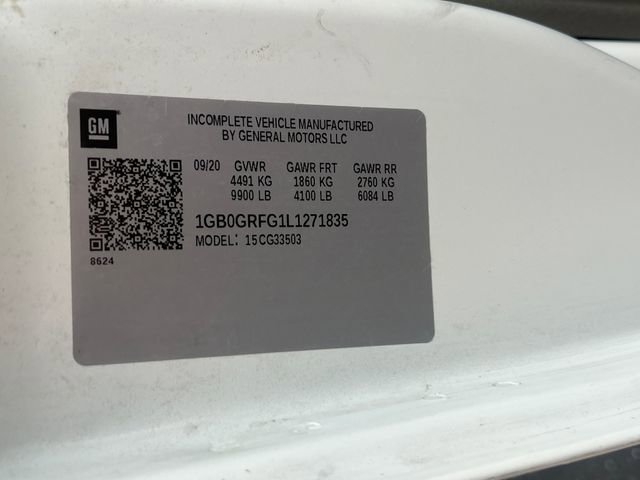 GM
INCOMPLETE VEHICLE MANUFACTURED
BY GENERAL MOTORS LLC
09/20 GVWR GAWR FRT GAWR RR
4491 KG 1860 KG 2760 KG
9900 LB 4100 LB 6084 LB
1GB0GRFG1L1271835
MODEL: 15CG33503
8624